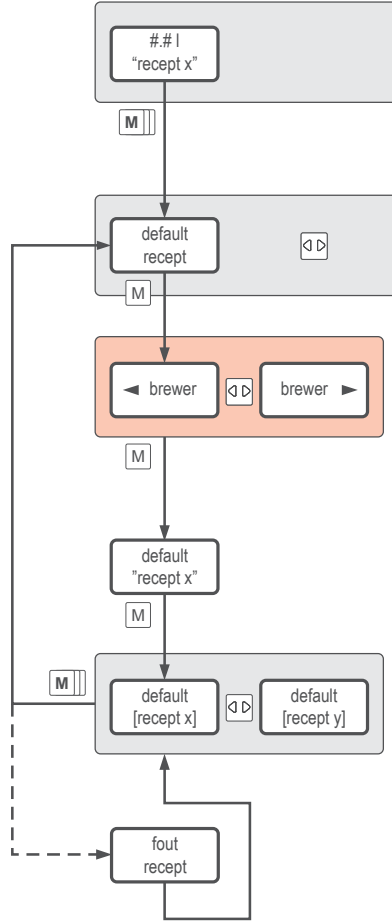 #.# l
“recept x”
M
default
recept
M
◄ brewer
brewer ►
M
default
”recept x”
M
M
default
[recept x]
default
[recept y]
fout
recept